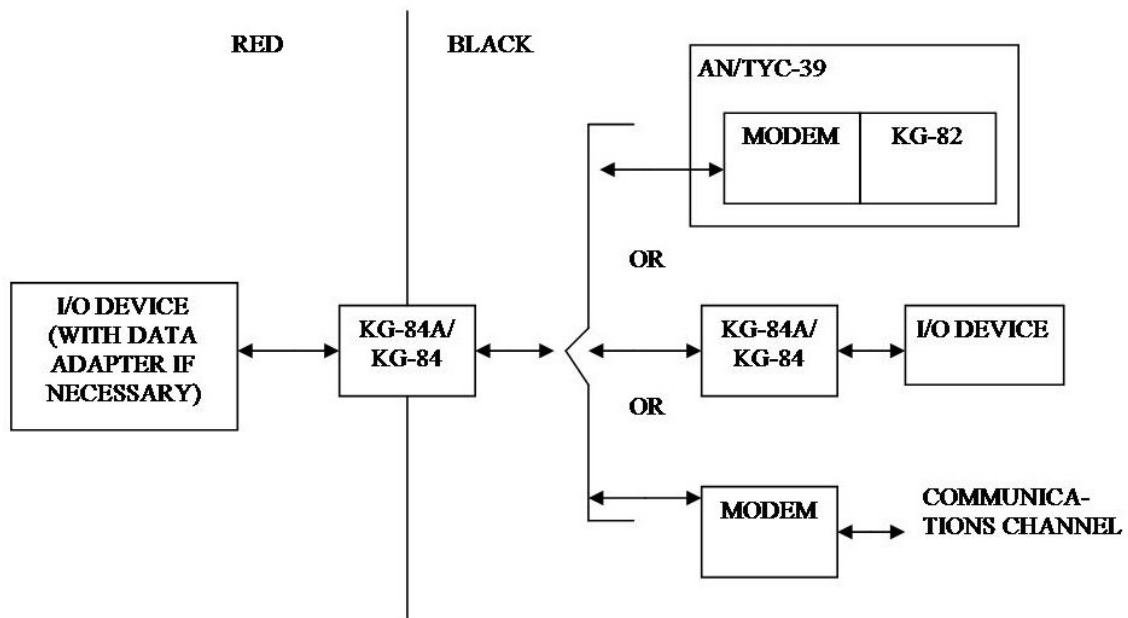 RED
BLACK
AN/TYC-39
MODEM
KG-82
OR
I/O DEVICE
(WITH DATA
ADAPTER IF
NECESSARY)
KG-84A/
KG-84
KG-84A/
KG-84
I/O DEVICE
OR
MODEM
COMMUNICA-
TIONS CHANNEL